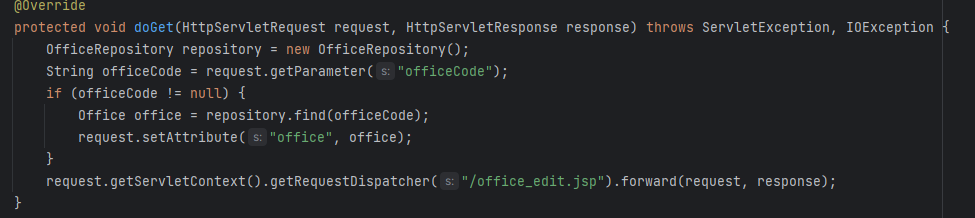 @Override
protected void doGet(HttpServletRequest request, HttpServletResponse response) throws ServletException, IOException {
OfficeRepository repository = new OfficeRepository();
String officeCode = request.getParameter( s: "officeCode");
if (officeCode != null) {
Office office = repository.find(officeCode);
request.setAttribute( s: "office", office);
}
request.getServletContext().getRequestDispatcher( s: "/office_edit.jsp").forward(request, response);
}